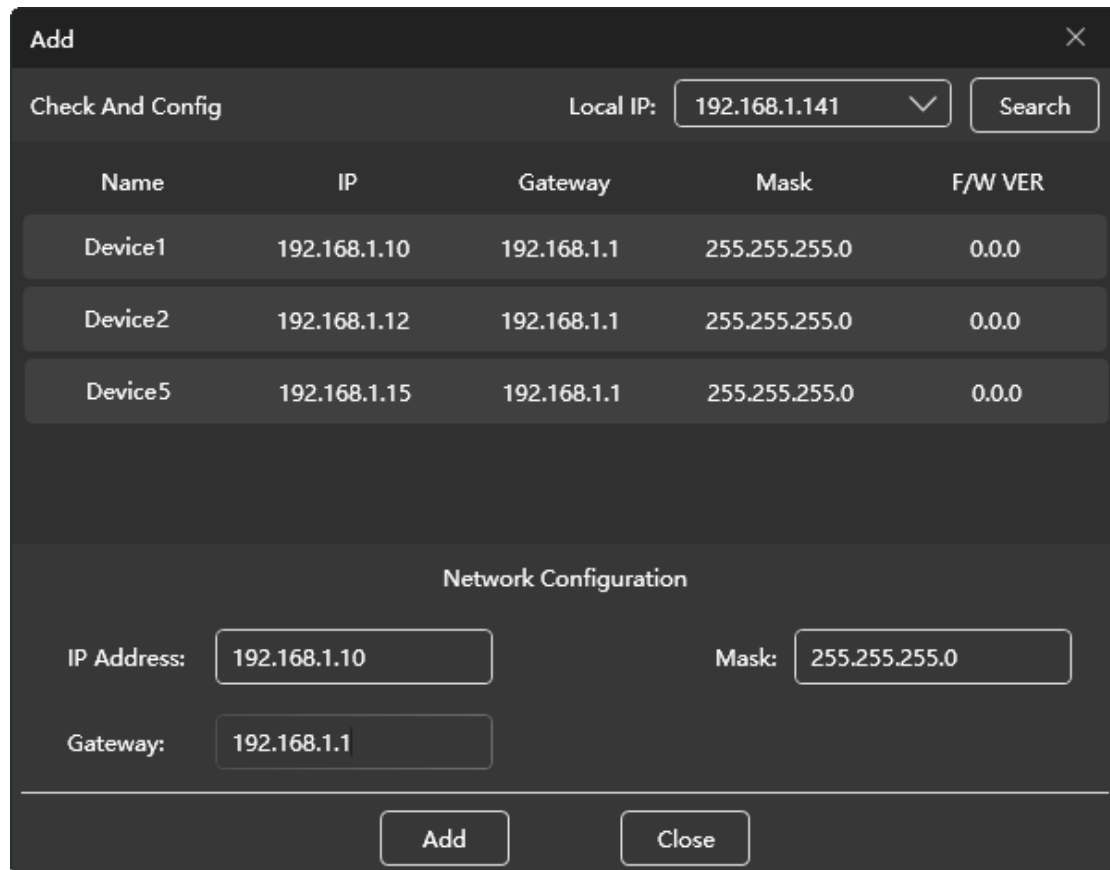 Add
Check And Config Local IP: 192.168.1.141 Search
Name IP Gateway Mask F/W VER
Device1 192.168.1.10 192.168.1.1 255.255.255.0 0.0.0
Device2 192.168.1.12 192.168.1.1 255.255.255.0 0.0.0
Device5 192.168.1.15 192.168.1.1 255.255.255.0 0.0.0
Network Configuration
IP Address: 192.168.1.10 Mask: 255.255.255.0
Gateway: 192.168.1.1
Add Close